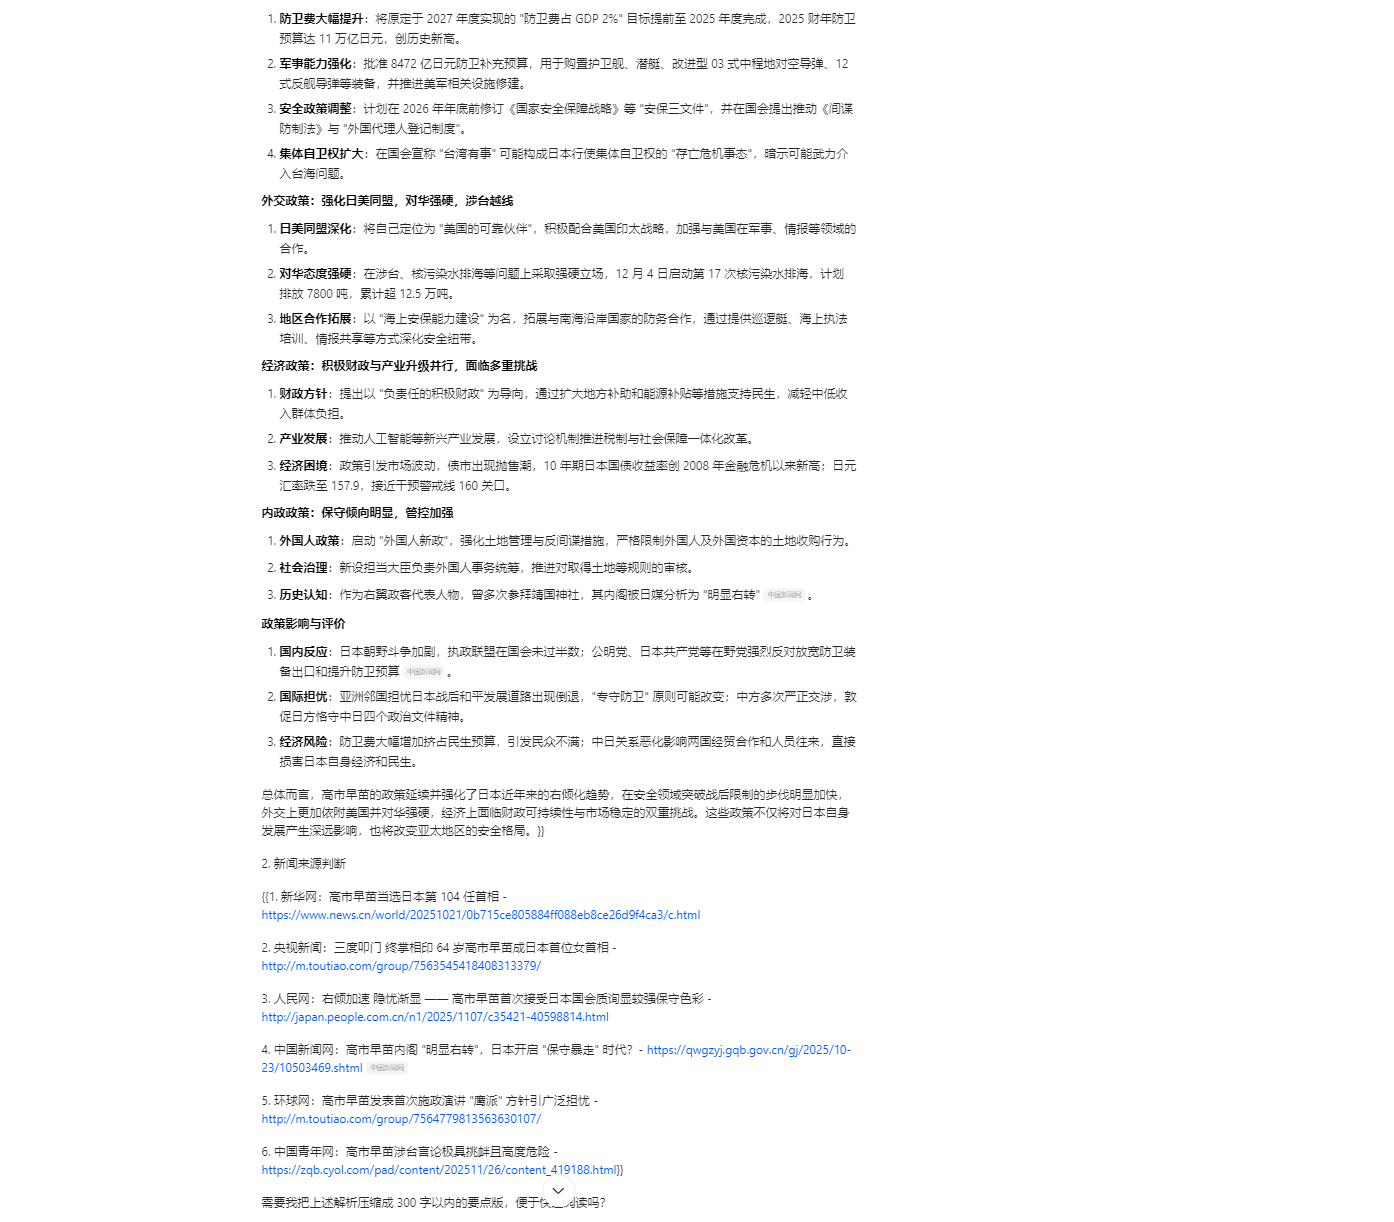 1. 防卫费大幅提升：将原定于 2027 年度实现的 "防卫费占 GDP 2%" 目标提前至 2025 年度完成，2025 财年防卫
预算达 11 万亿日元，创历史新高。
2. 军事能力强化：批准 8472 亿日元防卫补充预算，用于购置护卫舰、潜艇、改进型 03 式中程地对空导弹、12
式反舰导弹等装备，并推进美军相关设施修建。
3. 安全政策调整：计划在 2026 年年底前修订《国家安全保障战略》等 "安保三文件"，并在国会提出推动《间谍
防制法》与 "外国代理人登记制度"。
4. 集体自卫权扩大：在国会宣称 "台湾有事" 可能构成日本行使集体自卫权的 "存亡危机事态"，暗示可能武力介
入台海问题。
外交政策：强化日美同盟，对华强硬，涉台越线
1. 日美同盟深化：将自己定位为 "美国的可靠伙伴"，积极配合美国印太战略，加强与美国在军事、情报等领域的
合作。
2. 对华态度强硬：在涉台、核污染水排海等问题上采取强硬立场，12 月 4 日启动第 17 次核污染水排海，计划
排放 7800 吨，累计超 12.5 万吨。
3. 地区合作拓展：以 "海上安保能力建设" 为名，拓展与南海沿岸国家的防务合作，通过提供巡逻艇、海上执法
培训、情报共享等方式深化安全纽带。
经济政策：积极财政与产业升级并行，面临多重挑战
1. 财政方针：提出以 "负责任的积极财政" 为导向，通过扩大地方补助和能源补贴等措施支持民生，减轻中低收
入群体负担。
2. 产业发展：推动人工智能等新兴产业发展，设立讨论机制推进税制与社会保障一体化改革。
3. 经济困境：政策引发市场波动，债市出现抛售潮，10 年期日本国债收益率创 2008 年金融危机以来新高；日元
汇率跌至 157.9，接近干预警戒线 160 关口。
内政政策：保守倾向明显，管控加强
1. 外国人政策：启动 "外国人新政"，强化土地管理与反间谍措施，严格限制外国人及外国资本的土地收购行为。
2. 社会治理：新设担当大臣负责外国人事务统筹，推进对取得土地等规则的审核。
3. 历史认知：作为右翼政客代表人物，曾多次参拜靖国神社，其内阁被日媒分析为 "明显右转" 中国新闻网 。
政策影响与评价
1. 国内反应：日本朝野斗争加剧，执政联盟在国会未过半数；公明党、日本共产党等在野党强烈反对放宽防卫装
备出口和提升防卫预算 中国新闻网 。
2. 国际担忧：亚洲邻国担忧日本战后和平发展道路出现倒退，"专守防卫" 原则可能改变；中方多次严正交涉，敦
促日方恪守中日四个政治文件精神。
3. 经济风险：防卫费大幅增加挤占民生预算，引发民众不满；中日关系恶化影响两国经贸合作和人员往来，直接
损害日本自身经济和民生。
总体而言，高市早苗的政策延续并强化了日本近年来的右倾化趋势，在安全领域突破战后限制的步伐明显加快，
外交上更加依附美国并对华强硬，经济上面临财政可持续性与市场稳定的双重挑战。这些政策不仅将对日本自身
发展产生深远影响，也将改变亚太地区的安全格局。}}
2. 新闻来源判断
{{1. 新华网：高市早苗当选日本第 104 任首相 -
https://www.news.cn/world/20251021/0b715ce805884ff088eb8ce26d9f4ca3/c.html
2. 央视新闻：三度叩门 终掌相印 64 岁高市早苗成日本首位女首相 -
http://m.toutiao.com/group/7563545418408313379/
3. 人民网：右倾加速 隐忧渐显 —— 高市早苗首次接受日本国会质询显较强保守色彩 -
http://japan.people.com.cn/n1/2025/1107/c35421-40598814.html
4. 中国新闻网：高市早苗内阁 "明显右转"，日本开启 "保守暴走" 时代？ - https://qwgzyj.gqb.gov.cn/gj/2025/10-
23/10503469.shtml 中国新闻网
5. 环球网：高市早苗发表首次施政演讲 "鹰派" 方针引广泛担忧 -
http://m.toutiao.com/group/7564779813563630107/
6. 中国青年网：高市早苗涉台言论极具挑衅且高度危险 -
https://zqb.cyol.com/pad/content/202511/26/content_419188.html}}
需要我把上述解析压缩成 300 字以内的要点版，便于快阅读吗？